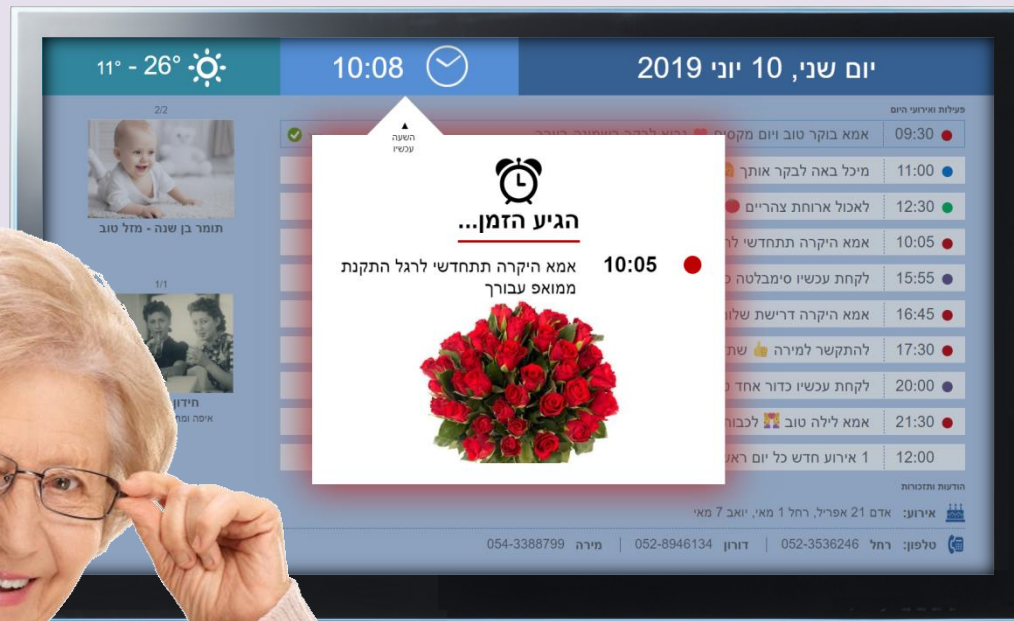 יום שני, 10 יוני 2019
10:08
11° - 26°
פעילות ואירועי היום
09:30 אמא בוקר טוב ויום מקסים
11:00 מיכל באה לבקר אותך
12:30 לאכול ארוחת צהריים
10:05 אמא היקרה תתחדשי
15:55 לקחת עכשיו סימבלטה
16:45 אמא היקרה דרישת
17:30 להתקשר למירה
20:00 לקחת עכשיו כדור אחד
21:30 אמא לילה טוב
12:00 1 אירוע חדש כל יום
הודעות ותזכורות
אירוע: אדם 21 אפריל, רחל 1 מאי, יואב 7 מאי
טלפון: רחל 052-3536246 | דורון 052-8946134 | מירה 054-3388799
▲
השעה
עכשיו
הגיע הזמן...
10:05 אמא היקרה תתחדשי לרגל התקנת
ממואפ עבורך
2/2
תומר בן שנה - מזל טוב
1/1
חידון
איפה